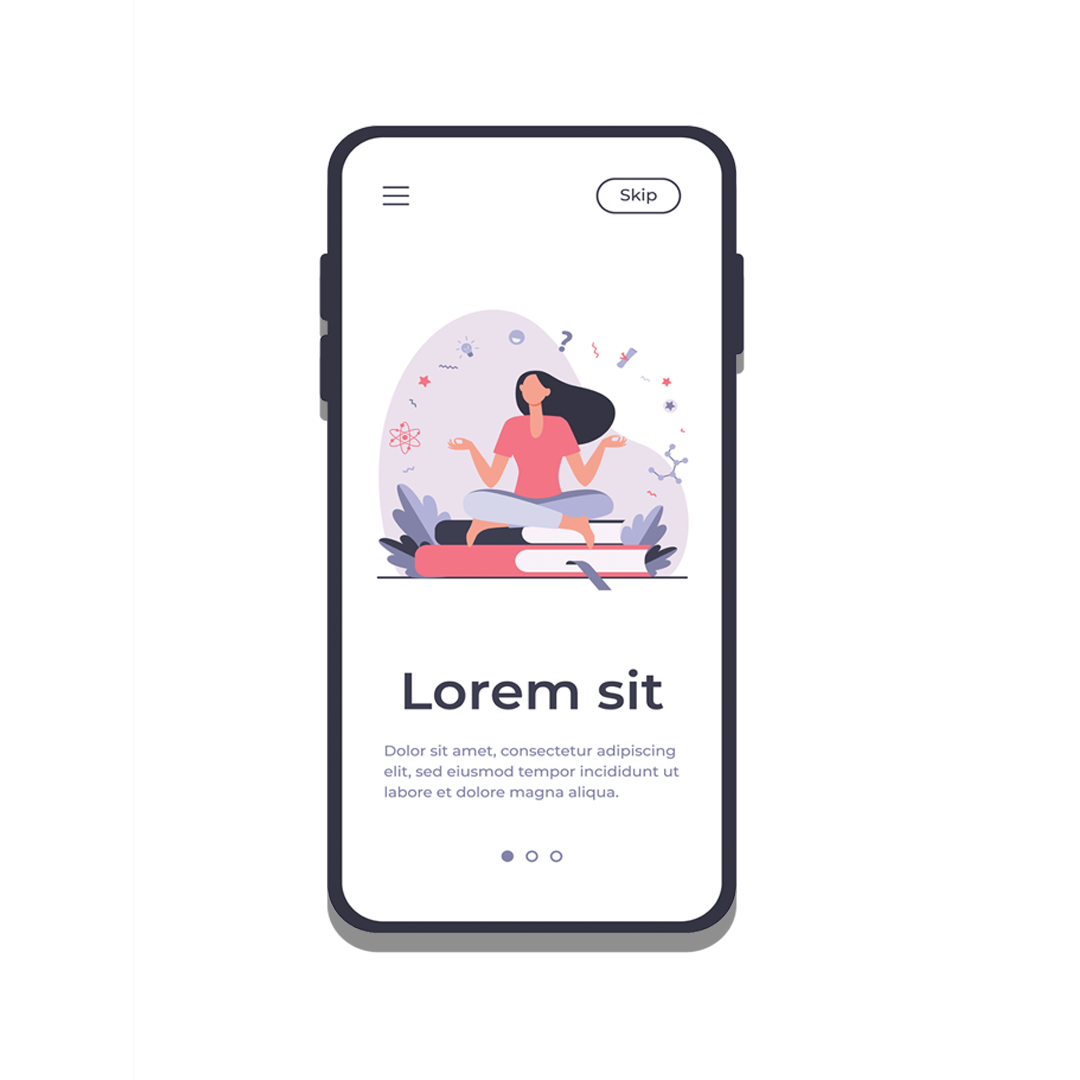 Skip
Lorem sit
Dolor sit amet, consectetur adipiscing
elit, sed eiusmod tempor incididunt ut
labore et dolore magna aliqua.